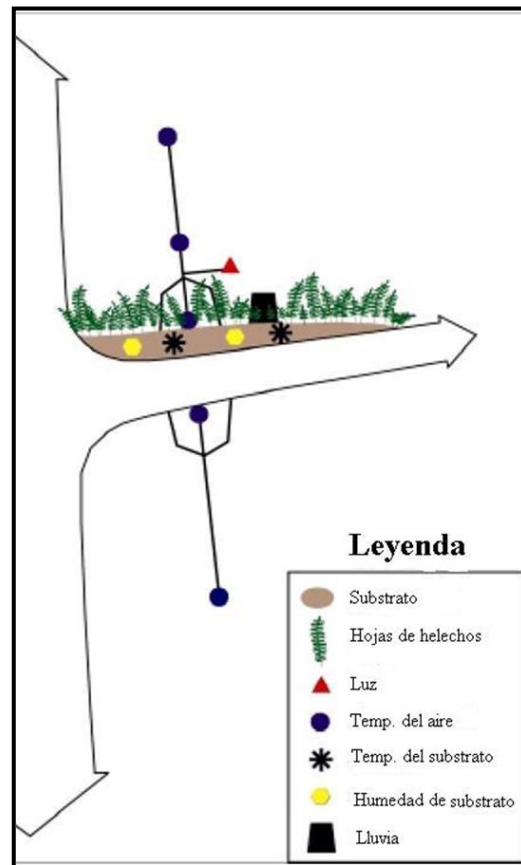 Leyenda
Substrato
Hojas de helechos
Luz
Temp. del aire
Temp. del substrato
Humedad de substrato
Lluvia